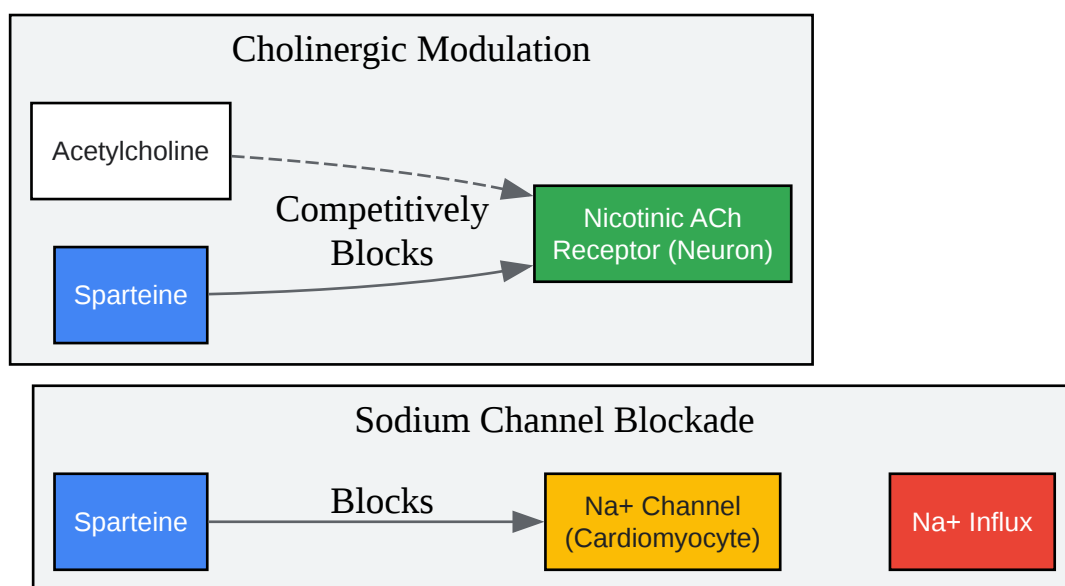 Cholinergic Modulation
Acetylcholine
Competitively
Blocks
Nicotinic ACh
Receptor (Neuron)
Sparteine
Sodium Channel Blockade
Sparteine
Blocks
Na+ Channel
(Cardiomyocyte)
Na+ Influx